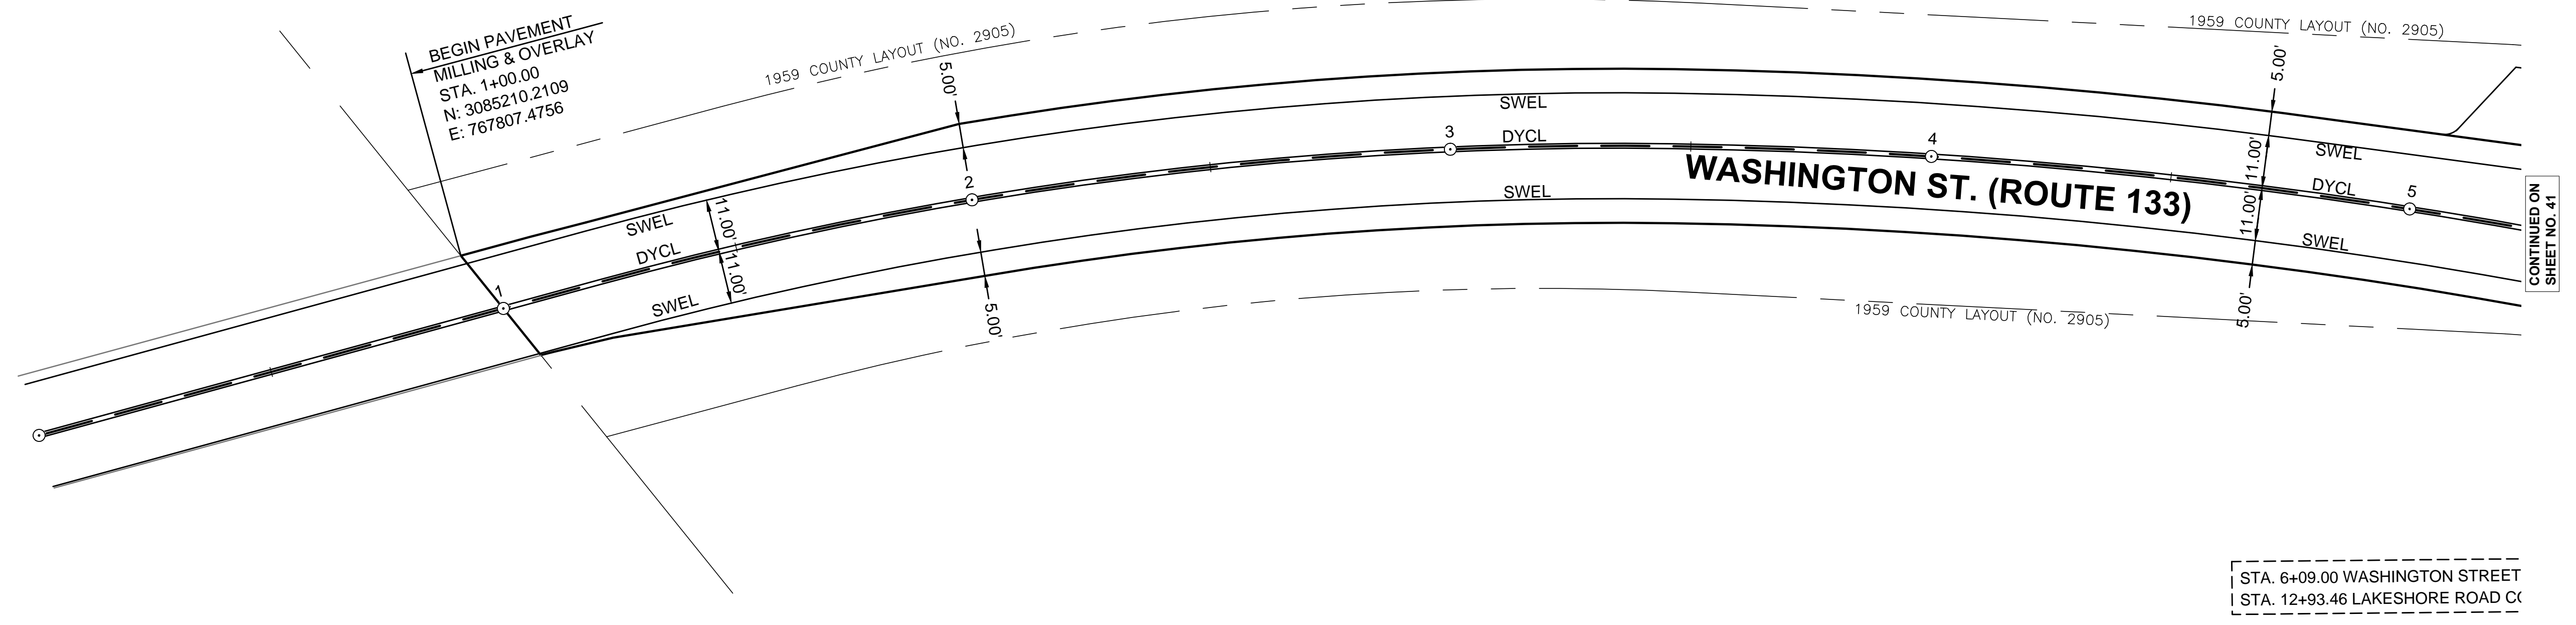 BEGIN PAVEMENT
MILLING & OVERLAY
STA. 1+00.00
N: 3085210.2109
E: 767807.4756
1959 COUNTY LAYOUT (NO. 2905)
1959 COUNTY LAYOUT (NO. 2905)
5.00'
5.00'
SWEL
DYCL
3
4
WASHINGTON ST. (ROUTE 133)
11.00'
11.00'
SWEL
DYCL
5
SWEL
2
SWEL
11.00'
11.00'
SWEL
DYCL
SWEL
1
5.00'
5.00'
1959 COUNTY LAYOUT (NO. 2905)
CONTINUED ON
SHEET NO. 41
STA. 6+09.00 WASHINGTON STREET
STA. 12+93.46 LAKESHORE ROAD